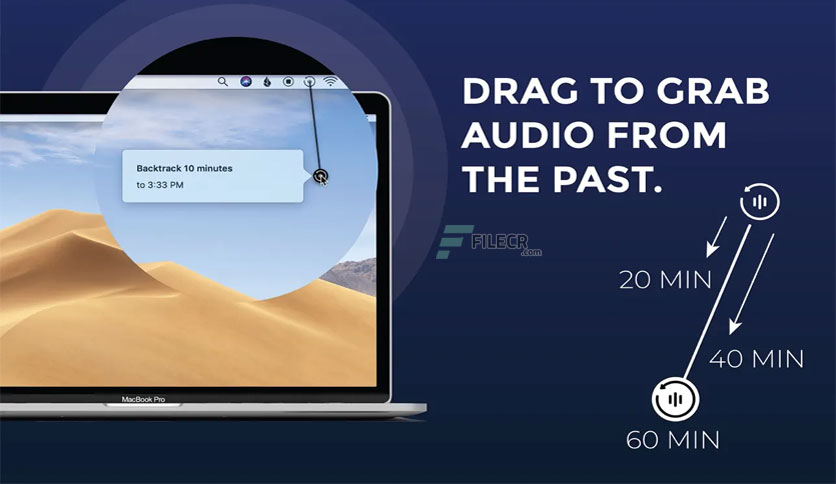 Backtrack 10 minutes
to 3:33 PM
MacBook Pro
DRAG TO GRAB
AUDIO FROM
THE PAST.
FILECR
.com
20 MIN
40 MIN
60 MIN